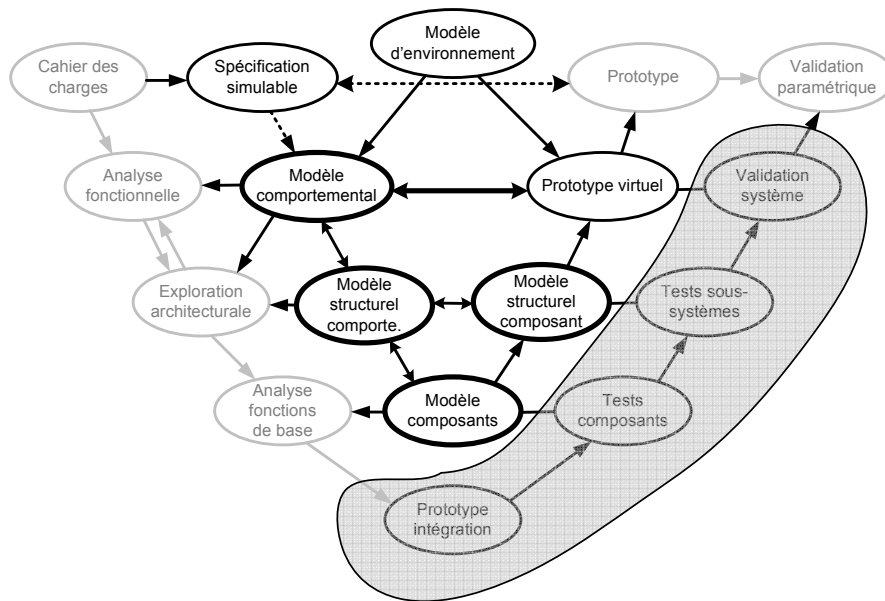 Modèle
d'environnement
Cahier des
charges
Spécification
simulable
Prototype
Validation
paramétrique
Analyse
fonctionnelle
Modèle
comportemental
Prototype virtuel
Validation
système
Exploration
architecturale
Modèle
structurel
comporte.
Modèle
structurel
composant
Tests sous-
systèmes
Analyse
fonctions
de base
Modèle
composants
Tests
composants
Prototype
intégration